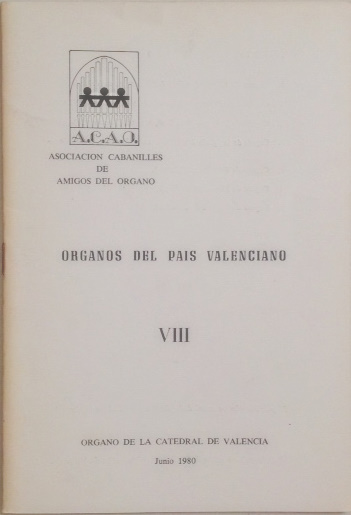 A.C.A.O.
ASOCIACION CABANILLES
DE
AMIGOS DEL ORGANO
ORGANOS DEL PAIS VALENCIANO
VIII
ORGANO DE LA CATEDRAL DE VALENCIA
Junio 1980